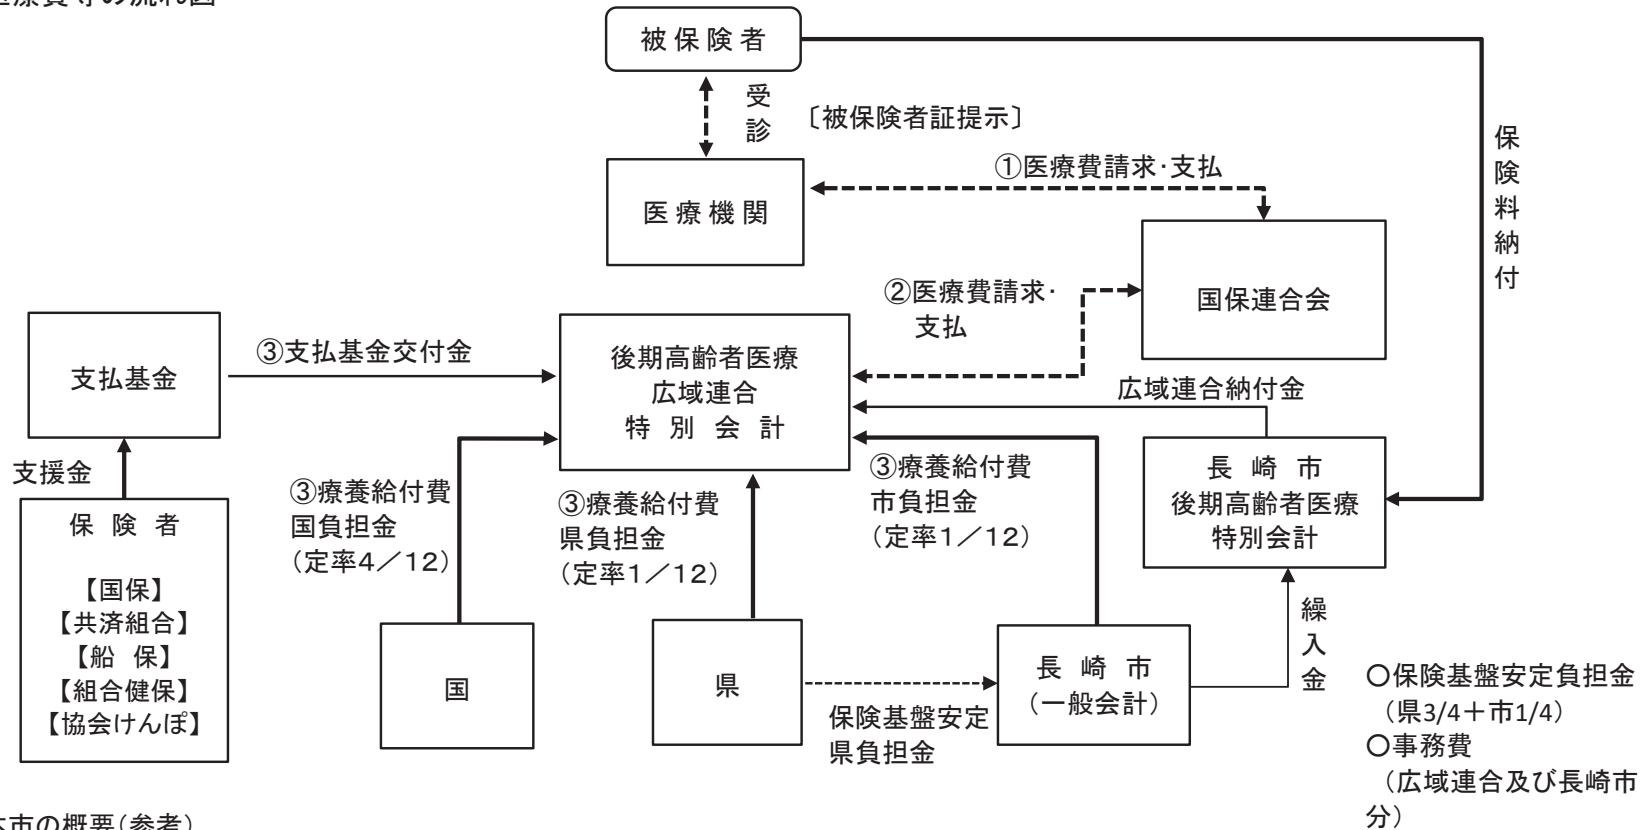 被保険者
受診
〔被保険者証提示〕
保険料納付
①医療費請求・支払
医療機関
国保連合会
②医療費請求・
支払
支払基金
③支払基金交付金
後期高齢者医療
広域連合
特 別 会 計
広域連合納付金
支援金
保 険 者
【国保】
【共済組合】
【船 保】
【組合健保】
【協会けんぽ】
③療養給付費
国負担金
（定率4／12）
③療養給付費
県負担金
（定率1／12）
③療養給付費
市負担金
（定率1／12）
長 崎 市
後期高齢者医療
特別会計
国
県
保険基盤安定
県負担金
長 崎 市
（一般会計）
繰入金
○保険基盤安定負担金
（県3/4＋市1/4）
○事務費
（広域連合及び長崎市
分）
市の概要（参考）